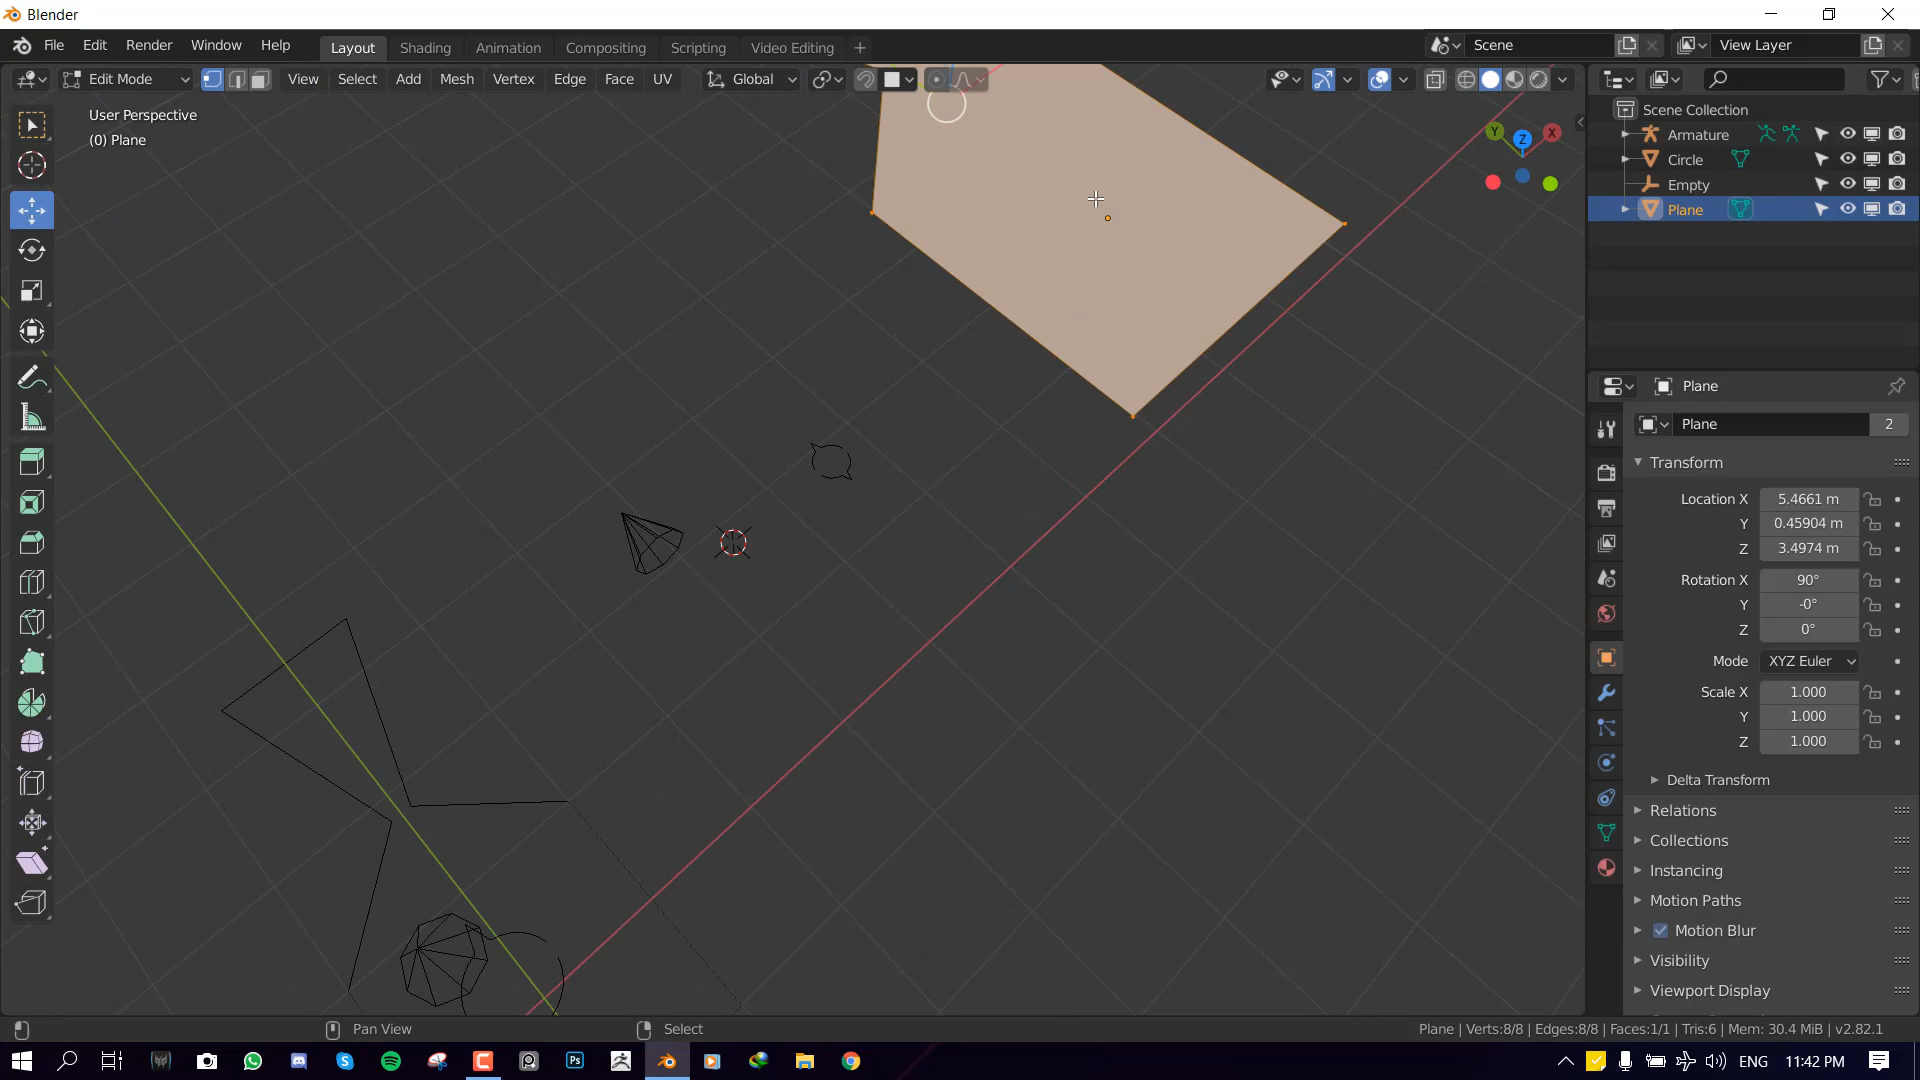 Blender
File Edit Render Window Help Layout Shading Animation Compositing Scripting Video Editing + Scene View Layer
Edit Mode View Select Add Mesh Vertex Edge Face UV Global
User Perspective
(0) Plane
Y Z X
Scene Collection
Armature
Circle
Empty
Plane
Plane
Plane 2
Transform
Location X 5.4661 m
Y 0.45904 m
Z 3.4974 m
Rotation X 90°
Y -0°
Z 0°
Mode XYZ Euler
Scale X 1.000
Y 1.000
Z 1.000
Delta Transform
Relations
Collections
Instancing
Motion Paths
Motion Blur
Visibility
Viewport Display
Pan View Select Plane | Verts:8/8 | Edges:8/8 | Faces:1/1 | Tris:6 | Mem: 30.4 MiB | v2.82.1
Ps ENG 11:42 PM